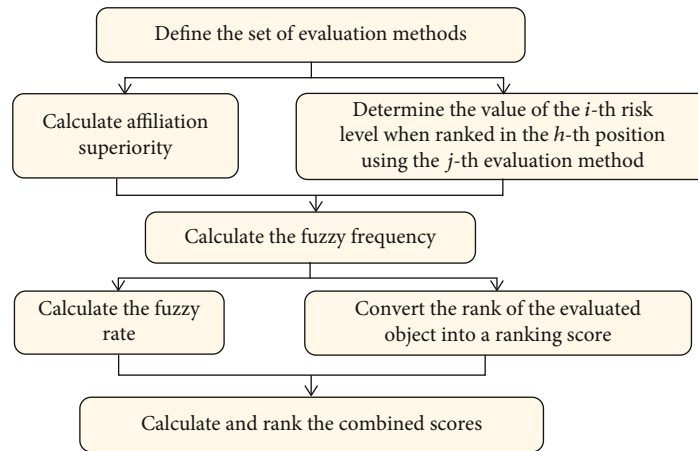 Define the set of evaluation methods
Calculate affiliation
superiority
Determine the value of the i-th risk
level when ranked in the h-th position
using the j-th evaluation method
Calculate the fuzzy frequency
Calculate the fuzzy
rate
Convert the rank of the evaluated
object into a ranking score
Calculate and rank the combined scores